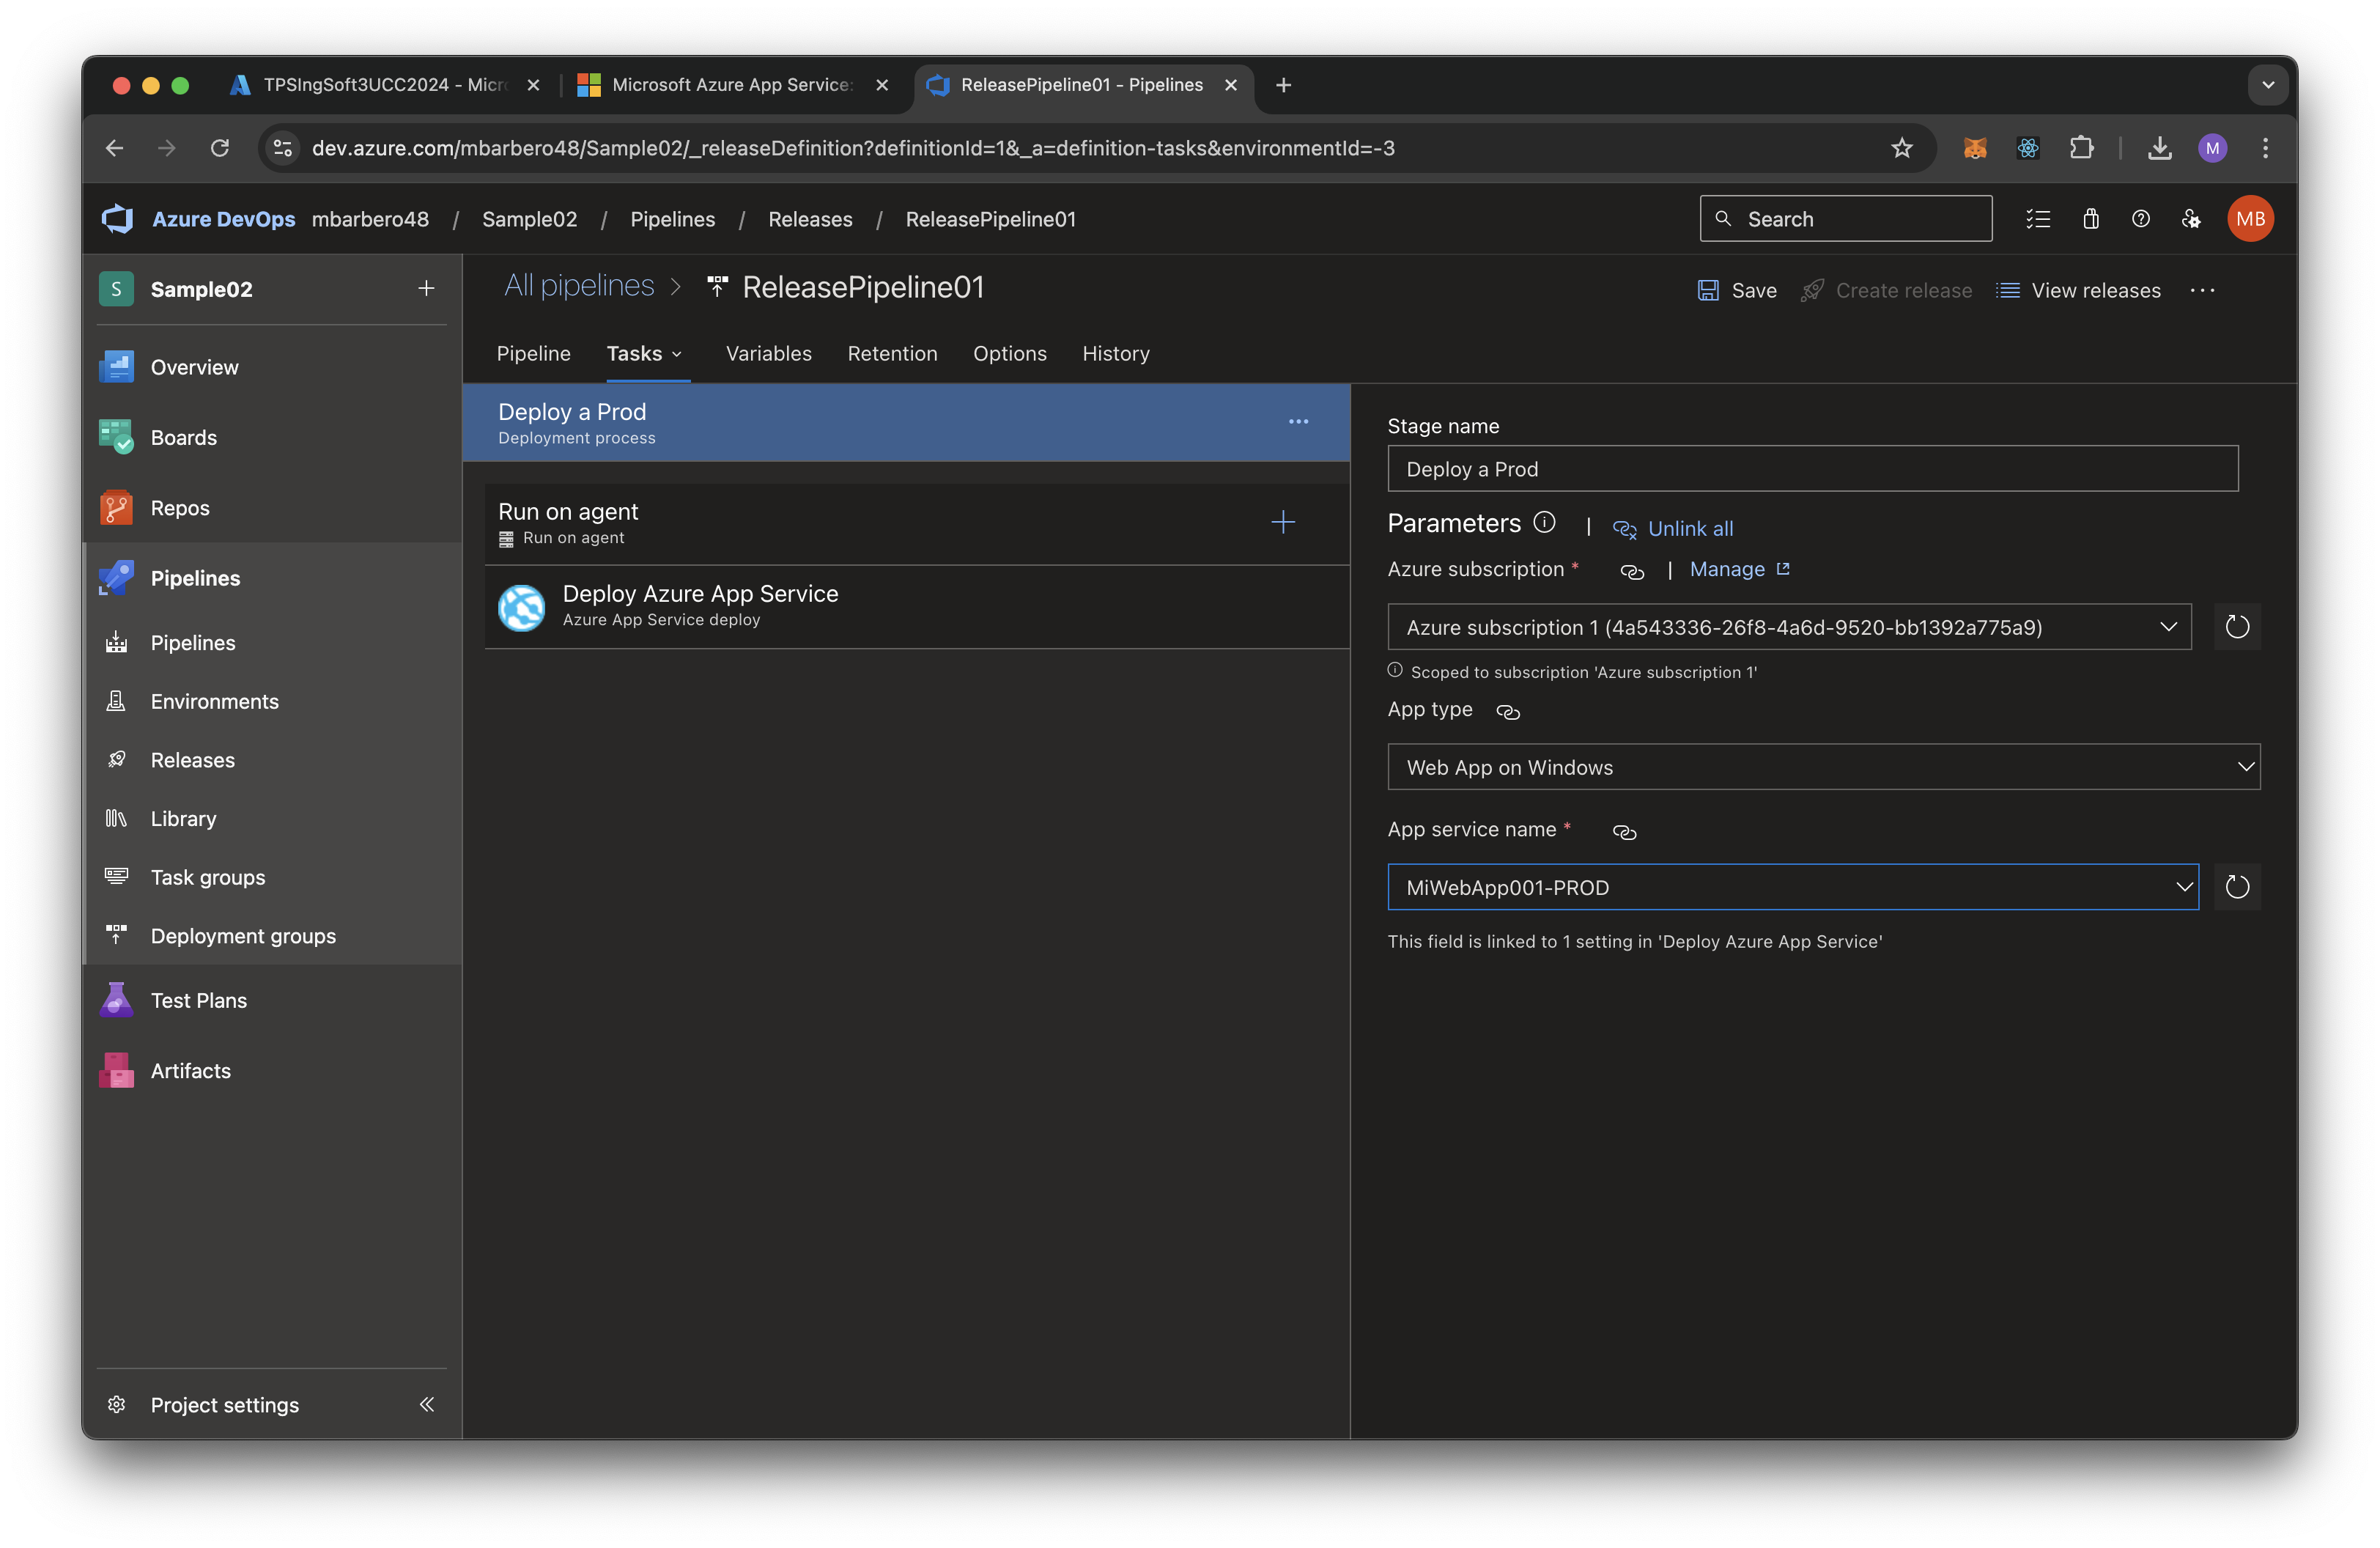 TPSIngSoft3UCC2024 - Micr
Microsoft Azure App Service:
ReleasePipeline01 - Pipelines
dev.azure.com/mbarbero48/Sample02/_releaseDefinition?definitionId=1&_a=definition-tasks&environmentId=-3
M
Azure DevOps mbarbero48 / Sample02 / Pipelines / Releases / ReleasePipeline01
Search
MB
S Sample02
Overview
Boards
Repos
Pipelines
Pipelines
Environments
Releases
Library
Task groups
Deployment groups
Test Plans
Artifacts
Project settings
All pipelines > ReleasePipeline01
Save
Create release
View releases
Pipeline Tasks Variables Retention Options History
Deploy a Prod
Deployment process
Run on agent
Run on agent
Deploy Azure App Service
Azure App Service deploy
Stage name
Deploy a Prod
Parameters | Unlink all
Azure subscription * | Manage
Azure subscription 1 (4a543336-26f8-4a6d-9520-bb1392a775a9)
Scoped to subscription 'Azure subscription 1'
App type
Web App on Windows
App service name *
MiWebApp001-PROD
This field is linked to 1 setting in 'Deploy Azure App Service'